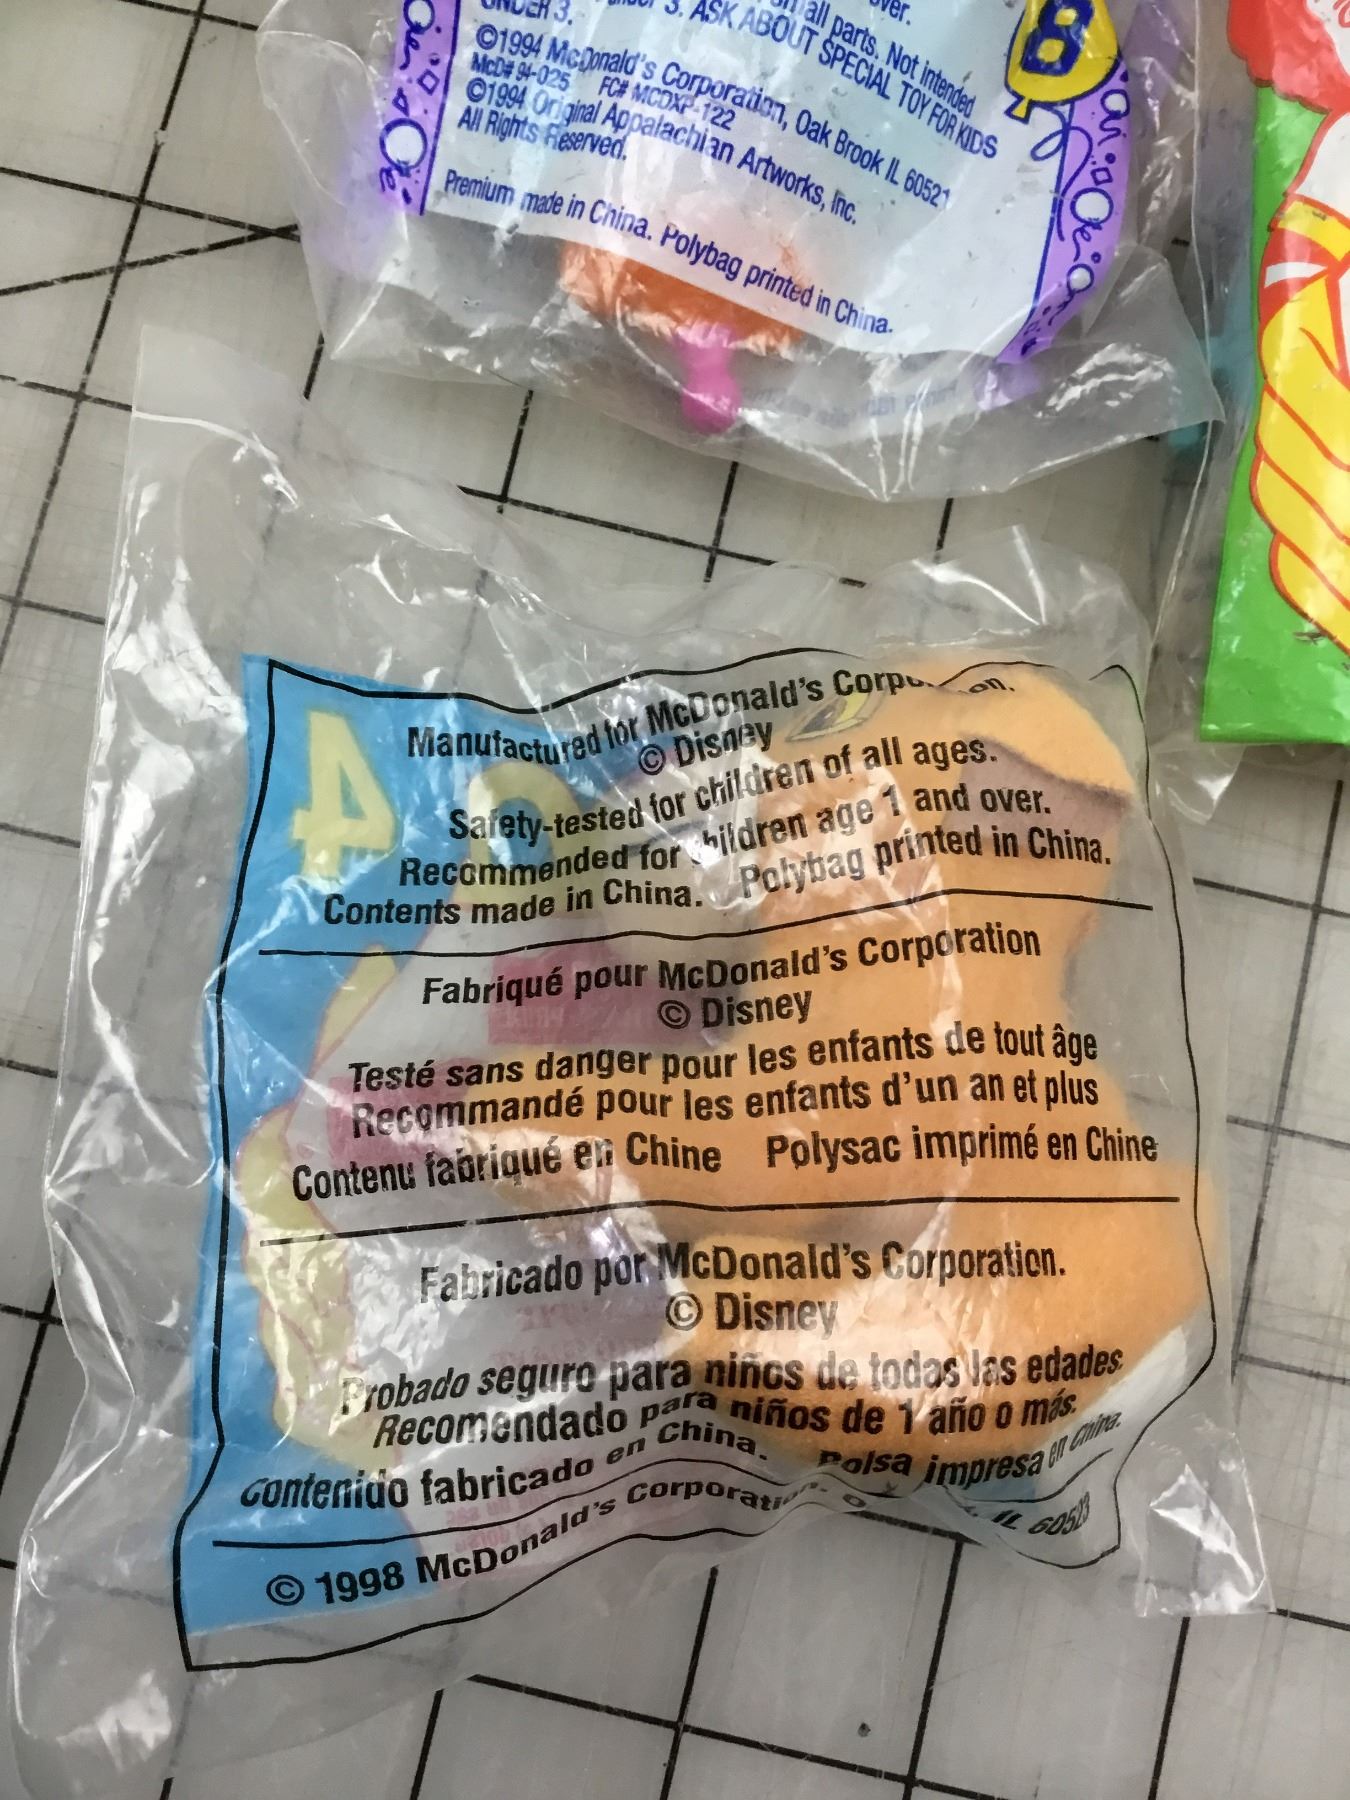 UNDER 3.
small parts. Not intended
3. ASK ABOUT SPECIAL TOY FOR KIDS
©1994 McDonald's Corporation, Oak Brook IL 60521
McD# 94-025 FC# MCDXP-122
©1994 Original Appalachian Artworks, Inc.
All Rights Reserved.
Premium made in China. Polybag printed in China.
B
4
Manufactured for McDonald's
© Disney
Safety-tested for children of all ages.
Recommended for children age 1 and over.
Contents made in China. Polybag printed in China.
Fabriqué pour McDonald's Corporation
© Disney
Testé sans danger pour les enfants de tout âge
Recommandé pour les enfants d'un an et plus
Contenu fabriqué en Chine Polysac imprimé en Chine
Fabricado por McDonald's Corporation.
© Disney
Probado seguro para niños de todas las edades
Recomendado para niños de 1 año o más.
Contenido fabricado en China. Bolsa impresa en China.
© 1998 McDonald's Corporation. IL 60523